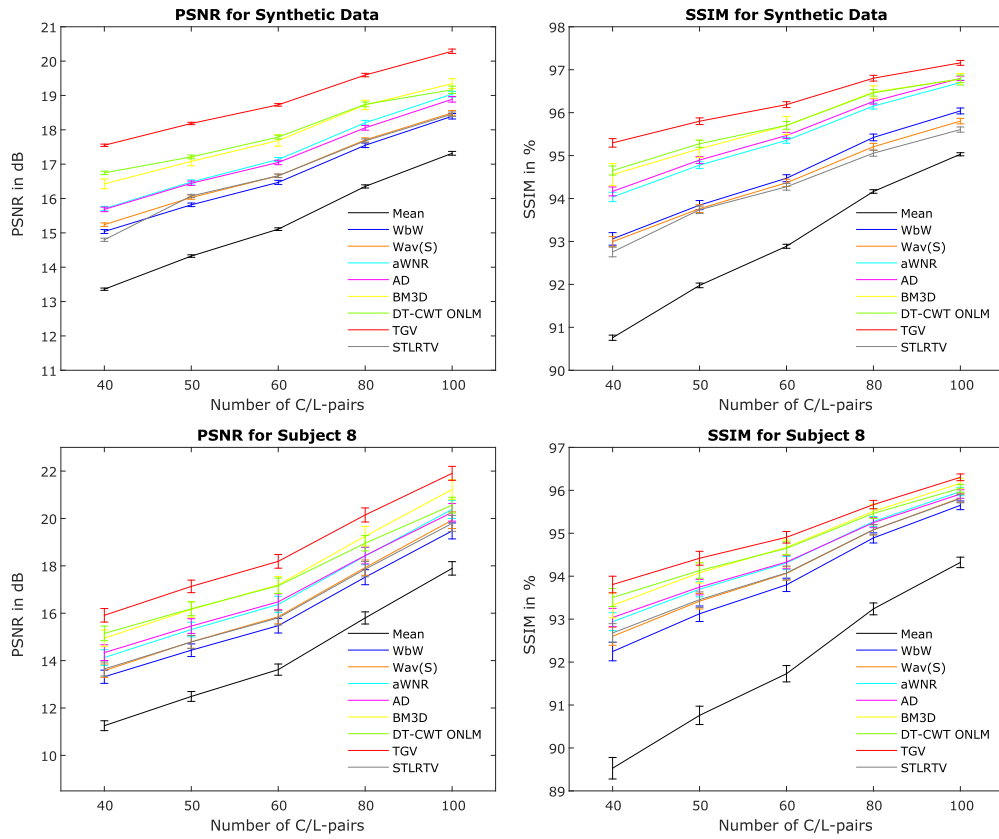 PSNR for Synthetic Data
21
20
19
18
17
16
15
14
13
12
11
PSNR in dB
40 50 60 80 100
Number of C/L-pairs
Mean
WbW
Wav(S)
aWNR
AD
BM3D
DT-CWT ONLM
TGV
STLRTV
SSIM for Synthetic Data
98
97
96
95
94
93
92
91
90
SSIM in %
40 50 60 80 100
Number of C/L-pairs
Mean
WbW
Wav(S)
aWNR
AD
BM3D
DT-CWT ONLM
TGV
STLRTV
PSNR for Subject 8
22
20
18
16
14
12
10
PSNR in dB
40 50 60 80 100
Number of C/L-pairs
Mean
WbW
Wav(S)
aWNR
AD
BM3D
DT-CWT ONLM
TGV
STLRTV
SSIM for Subject 8
97
96
95
94
93
92
91
90
89
SSIM in %
40 50 60 80 100
Number of C/L-pairs
Mean
WbW
Wav(S)
aWNR
AD
BM3D
DT-CWT ONLM
TGV
STLRTV